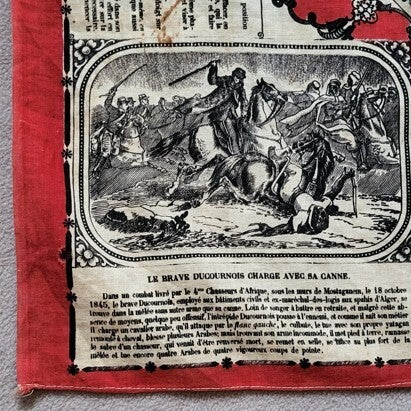 LE BRAVE DUCOURNOIS CHARGE AVEC SA CANNE.
Dans un combat livré par le 4me Chasseurs d'Afrique, sous les murs de Mostaganem, le 18 octobre
1845, le brave Ducournois, employé aux bâtiments civils et ex-maréchal-des-logis aux spahis d'Alger, se
trouve dans la mêlée sans autre arme que sa canne. Loin de songer à battre en retraite, et malgré cette ab-
sence de moyens, quelque peu offensif, l'intrépide Ducournois pousse à l'ennemi, et comme il sait son métier
il charge un cavalier arabe, qu'il attaque par le flanc gauche, le culbute, le tue avec son propre yatagan
remonte à cheval, blesse plusieurs Arabes; mais trouvant son arme incommode, il met pied à terre, ramasse
le sabre d'un chasseur, qui venait d'être renversé mort, se remet en selle, se fiche au plus fort de la
mêlée et tue encore quatre Arabes de quatre vigoureux coups de pointe.